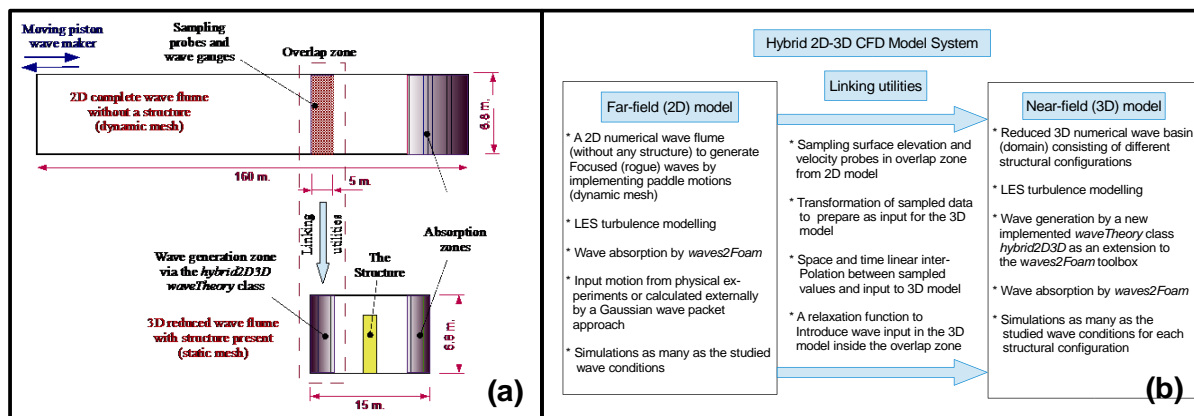 Moving piston
wave maker
Sampling
probes and
wave gauges
Overlap zone
2D complete wave flume
without a structure
(dynamic mesh)
6.8 m.
160 m.
5 m.
Linking
utilities
Absorption
zones
Wave generation zone
via the hybrid2D3D
waveTheory class
The
Structure
3D reduced wave flume
with structure present
(static mesh)
6.8 m.
15 m.
(a)
Hybrid 2D-3D CFD Model System
Far-field (2D) model
* A 2D numerical wave flume
(without any structure) to generate
Focused (rogue) waves by
implementing paddle motions
(dynamic mesh)
* LES turbulence modelling
* Wave absorption by waves2Foam
* Input motion from physical ex-
periments or calculated externally
by a Gaussian wave packet
approach
* Simulations as many as the studied
wave conditions
Linking utilities
* Sampling surface elevation and
velocity probes in overlap zone
from 2D model
* Transformation of sampled data
to prepare as input for the 3D
model
* Space and time linear inter-
Polation between sampled
values and input to 3D model
* A relaxation function to
Introduce wave input in the 3D
model inside the overlap zone
Near-field (3D) model
* Reduced 3D numerical wave basin
(domain) consisting of different
structural configurations
* LES turbulence modelling
* Wave generation by a new
implemented waveTheory class
hybrid2D3D as an extension to
the waves2Foam toolbox
* Wave absorption by waves2Foam
* Simulations as many as the
studied wave conditions for each
structural configuration
(b)